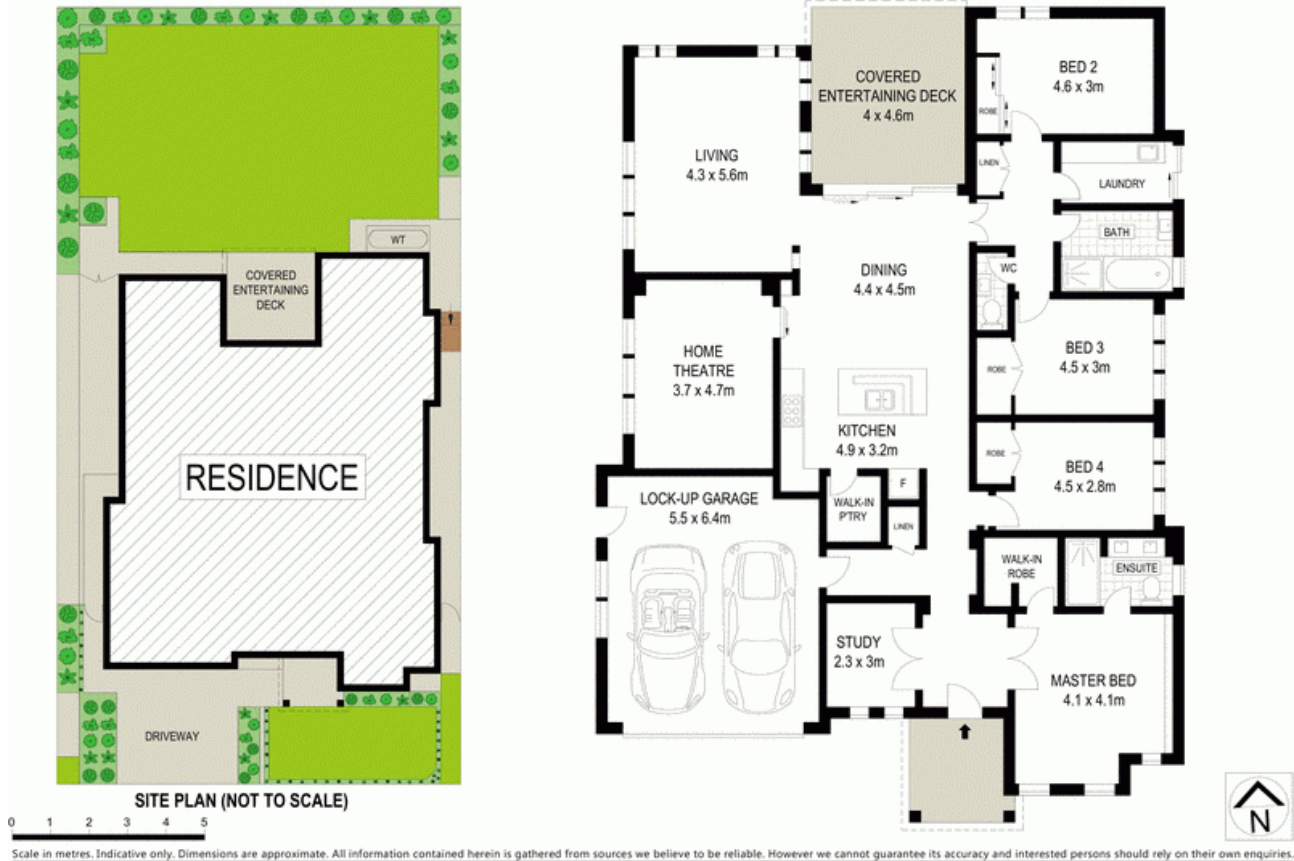 COVERED
ENTERTAINING
DECK
WT
RESIDENCE
DRIVEWAY
SITE PLAN (NOT TO SCALE)
0 1 2 3 4 5
COVERED
ENTERTAINING DECK
4 x 4.6m
BED 2
4.6 x 3m
ROBE
LIVING
4.3 x 5.6m
LINEN
LAUNDRY
BATH
WC
DINING
4.4 x 4.5m
HOME
THEATRE
3.7 x 4.7m
BED 3
4.5 x 3m
ROBE
KITCHEN
4.9 x 3.2m
ROBE
BED 4
4.5 x 2.8m
LOCK-UP GARAGE
5.5 x 6.4m
WALK-IN
P'TRY
F
LINEN
WALK-IN
ROBE
ENSUITE
STUDY
2.3 x 3m
MASTER BED
4.1 x 4.1m
N
Scale in metres. Indicative only. Dimensions are approximate. All information contained herein is gathered from sources we believe to be reliable. However we cannot guarantee its accuracy and interested persons should rely on their own enquiries.